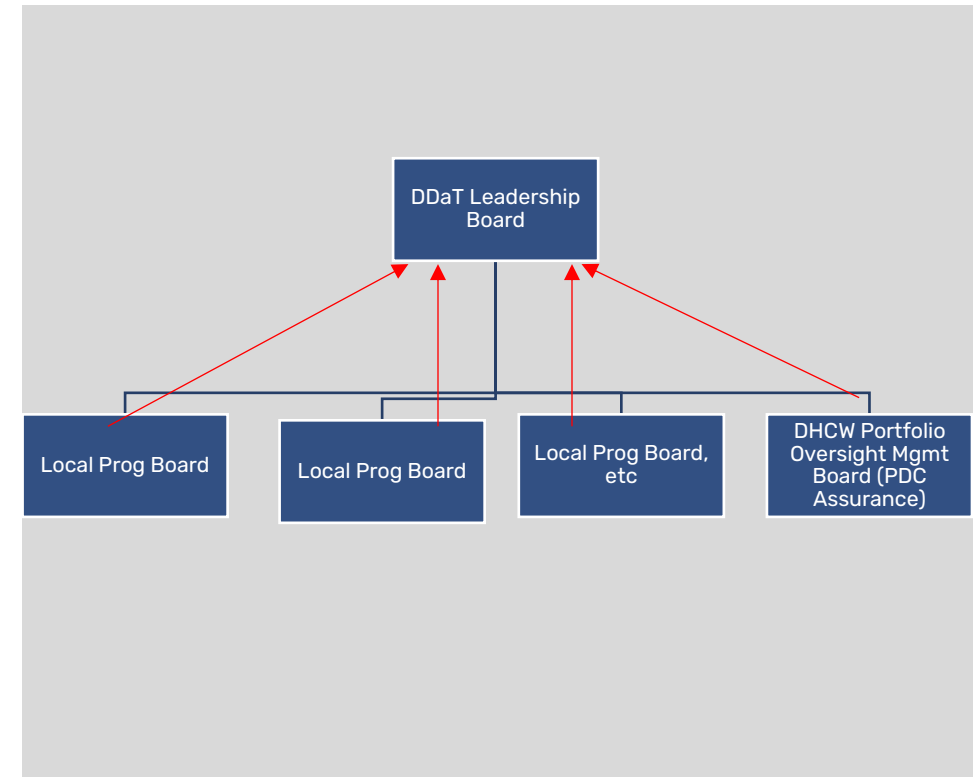 DDaT Leadership
Board
Local Prog Board
Local Prog Board
Local Prog Board,
etc
DHCW Portfolio
Oversight Mgmt
Board (PDC
Assurance)